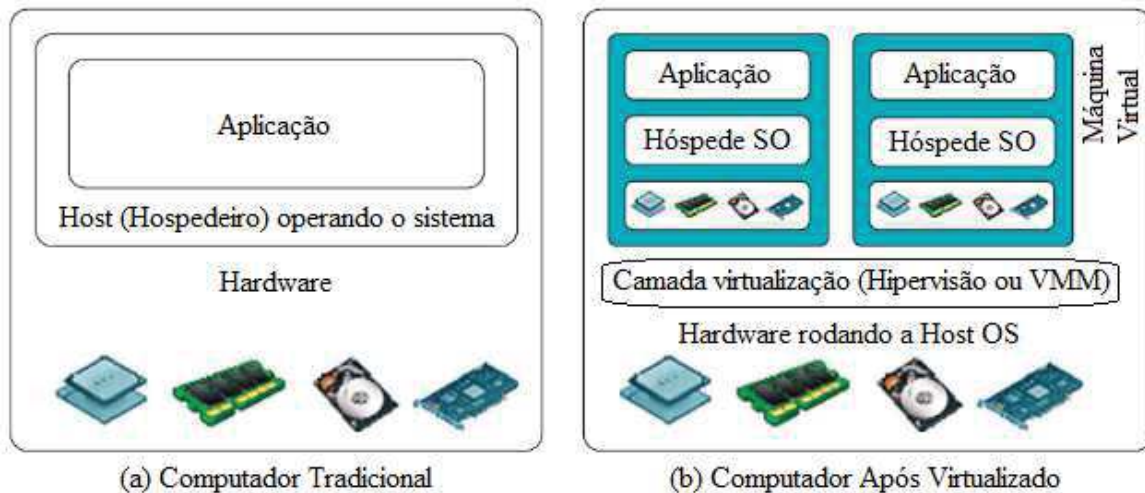 Aplicação
Host (Hospedeiro) operando o sistema
Hardware
(a) Computador Tradicional
Aplicação
Hóspede SO
Aplicação
Hóspede SO
Máquina
Virtual
Camada virtualização (Hipervisão ou VMM)
Hardware rodando a Host OS
(b) Computador Após Virtualizado